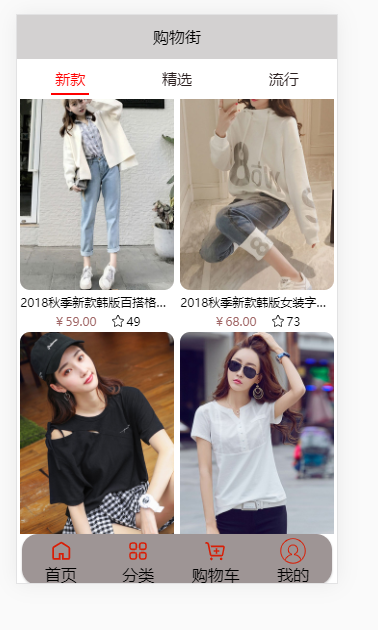 购物街
新款 精选 流行
2018秋季新款韩版百搭格... 2018秋季新款韩版女装字...
￥59.00 49 ￥68.00 73
首页 分类 购物车 我的